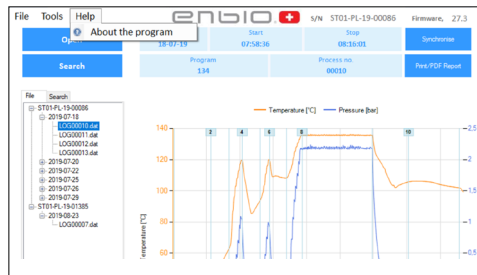 File Tools Help
enbio
S/N ST01-PL-19-00086 Firmware, 27.3
About the program
Open
18-07-19
Start
07:58:36
Stop
08:16:01
Synchronise
Search
Program
134
Process no.
00010
Print/PDF Report
File Search
ST01-PL-19-00086
2019-07-18
LOG00010.dat
LOG00011.dat
LOG00012.dat
LOG00013.dat
2019-07-20
2019-07-22
2019-07-25
2019-07-26
2019-07-29
ST01-PL-19-01385
2019-08-23
LOG00007.dat
Temperature [°C] Pressure [bar]
2 4 6 8 10
140
120
100
80
60
2,5
2
1,5
1
0,5